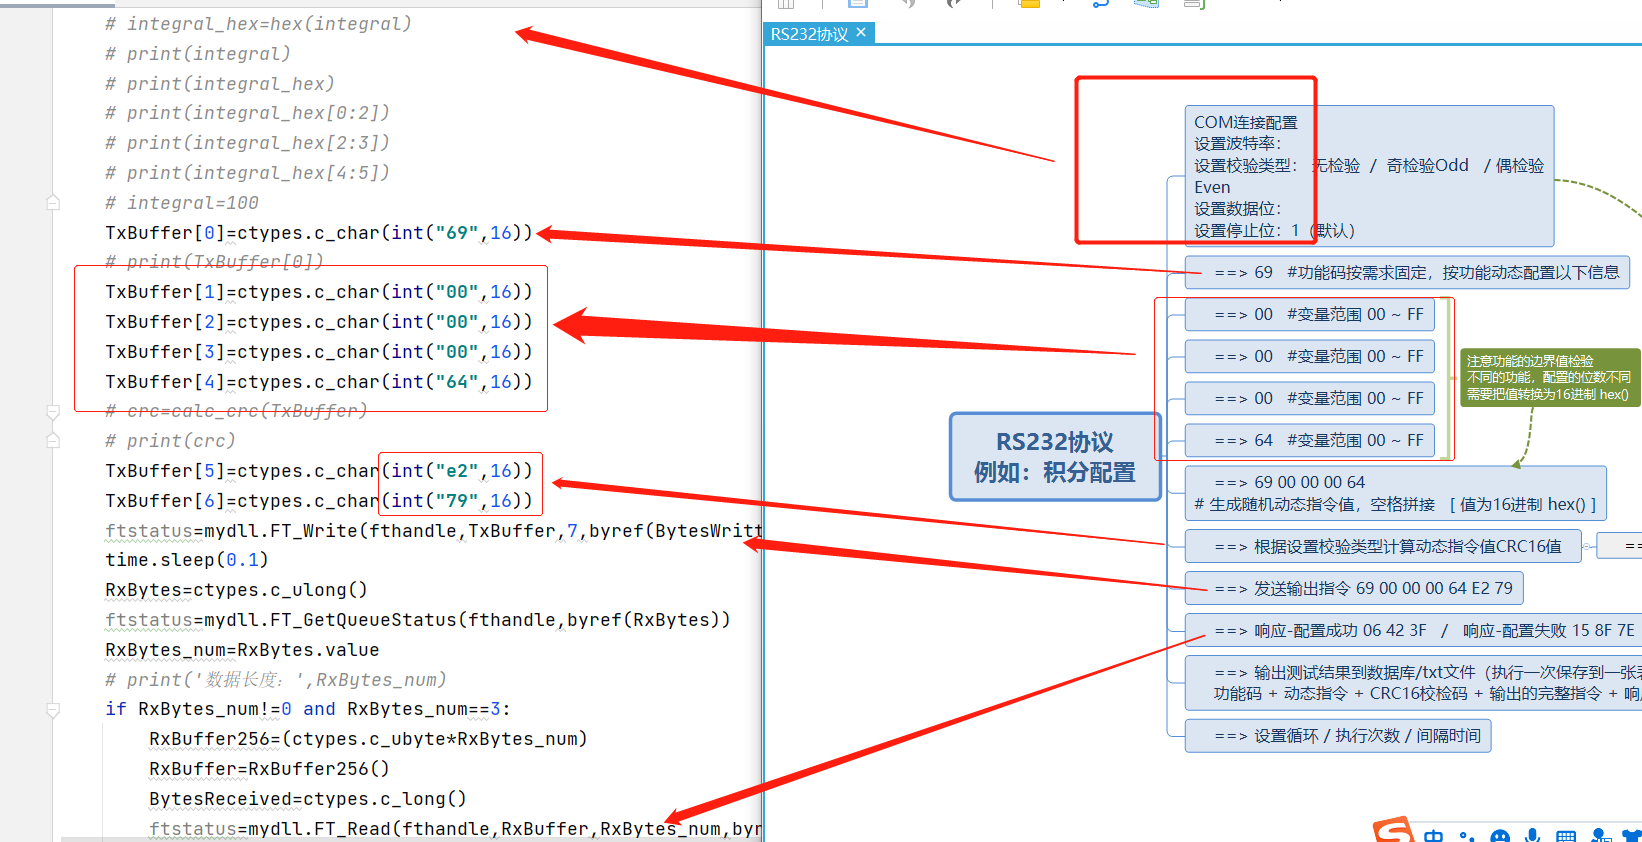 # integral_hex=hex(integral)
# print(integral)
# print(integral_hex)
# print(integral_hex[0:2])
# print(integral_hex[2:3])
# print(integral_hex[4:5])
# integral=100
TxBuffer[0]=ctypes.c_char(int("69",16))
# print(TxBuffer[0])
TxBuffer[1]=ctypes.c_char(int("00",16))
TxBuffer[2]=ctypes.c_char(int("00",16))
TxBuffer[3]=ctypes.c_char(int("00",16))
TxBuffer[4]=ctypes.c_char(int("64",16))
# crc=calc_crc(TxBuffer)
# print(crc)
TxBuffer[5]=ctypes.c_char(int("e2",16))
TxBuffer[6]=ctypes.c_char(int("79",16))
ftstatus=mydll.FT_Write(fthandle,TxBuffer,7,byref(BytesWritt
time.sleep(0.1)
RxBytes=ctypes.c_ulong()
ftstatus=mydll.FT_GetQueueStatus(fthandle,byref(RxBytes))
RxBytes_num=RxBytes.value
# print('数据长度：',RxBytes_num)
if RxBytes_num!=0 and RxBytes_num==3:
RxBuffer256=(ctypes.c_ubyte*RxBytes_num)
RxBuffer=RxBuffer256()
BytesReceived=ctypes.c_long()
ftstatus=mydll.FT_Read(fthandle,RxBuffer,RxBytes_num,byr
RS232协议 ×
COM连接配置
设置波特率：
设置校验类型： 无检验 / 奇检验Odd / 偶检验
Even
设置数据位：
设置停止位：1（默认）
==> 69 #功能码按需求固定，按功能动态配置以下信息
==> 00 #变量范围 00 ~ FF
==> 00 #变量范围 00 ~ FF
==> 00 #变量范围 00 ~ FF
==> 64 #变量范围 00 ~ FF
注意功能的边界值检验
不同的功能，配置的位数不同
需要把值转换为16进制 hex()
RS232协议
例如：积分配置
==> 69 00 00 00 64
# 生成随机动态指令值，空格拼接 [ 值为16进制 hex() ]
==> 根据设置校验类型计算动态指令值CRC16值
==
==> 发送输出指令 69 00 00 00 64 E2 79
==> 响应-配置成功 06 42 3F / 响应-配置失败 15 8F 7E
==> 输出测试结果到数据库/txt文件（执行一次保存到一张
功能码 + 动态指令 + CRC16校检码 + 输出的完整指令 + 响
==> 设置循环 / 执行次数 / 间隔时间
中